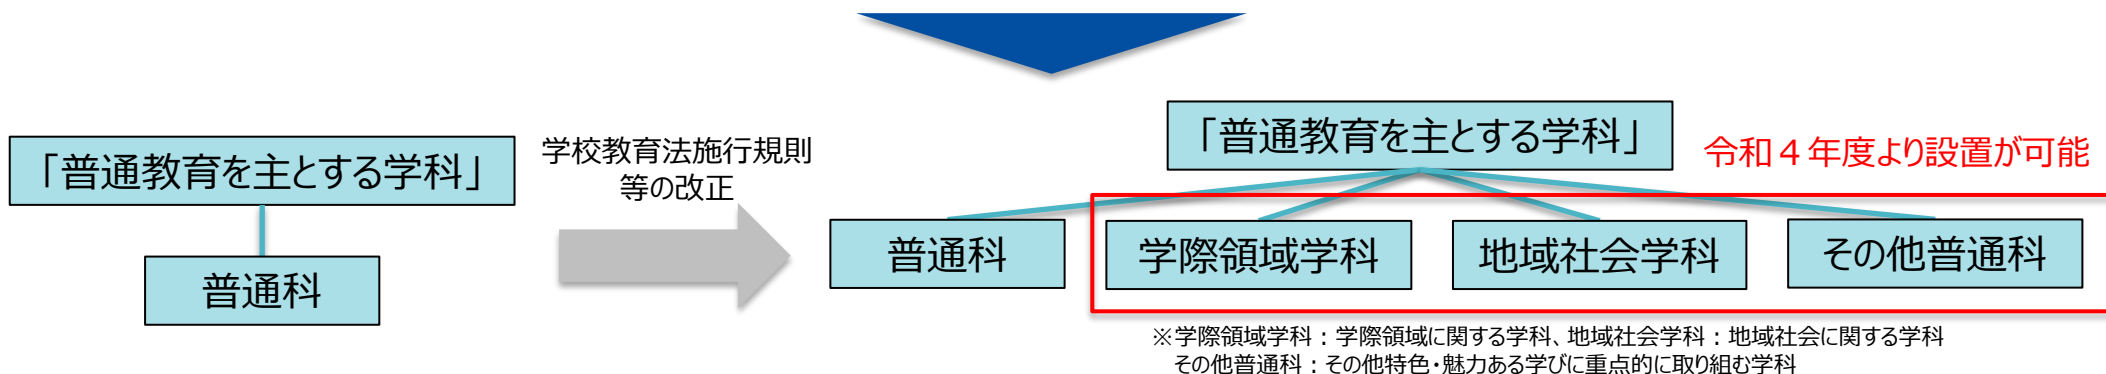 「普通教育を主とする学科」
普通科
学校教育法施行規則
等の改正
「普通教育を主とする学科」
令和４年度より設置が可能
普通科
学際領域学科
地域社会学科
その他普通科
※学際領域学科：学際領域に関する学科、地域社会学科：地域社会に関する学科
その他普通科：その他特色・魅力ある学びに重点的に取り組む学科